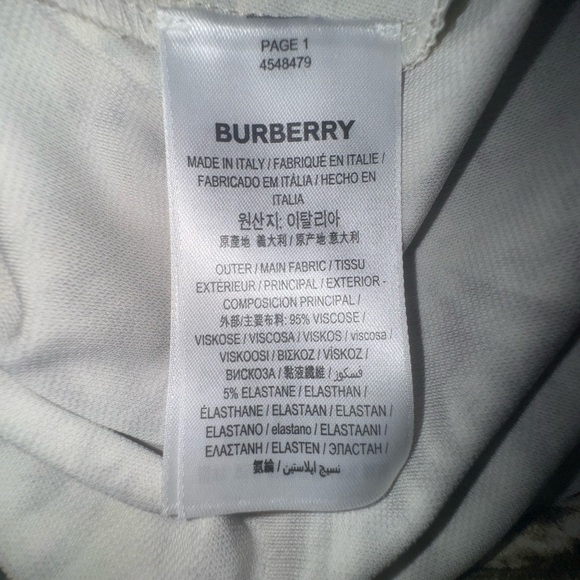 PAGE 1
4548479
BURBERRY
MADE IN ITALY / FABRIQUÉ EN ITALIE /
FABRICADO EM ITÁLIA / HECHO EN
ITALIA
원산지: 이탈리아
原產地 義大利 / 原产地 意大利
OUTER / MAIN FABRIC / TISSU
EXTÉRIEUR / PRINCIPAL / EXTERIOR -
COMPOSICIÓN PRINCIPAL /
外部/主要布料: 95% VISCOSE /
VISKOSE / VISCOSA / VISKOS / viscosa /
VISKOOSI / ΒΙΣΚΟΖ / VİSKOZ /
ВИСКОЗА / 黏液纖維 / فسكوز /
5% ELASTANE / ELASTHAN /
ÉLASTHANE / ELASTAAN / ELASTAN /
ELASTANO / elastano / ELASTAANI /
ΕΛΑΣΤΑΝΗ / ELASTEN / ЭЛАСТАН /
氨綸 / نسيج إيلاستين /